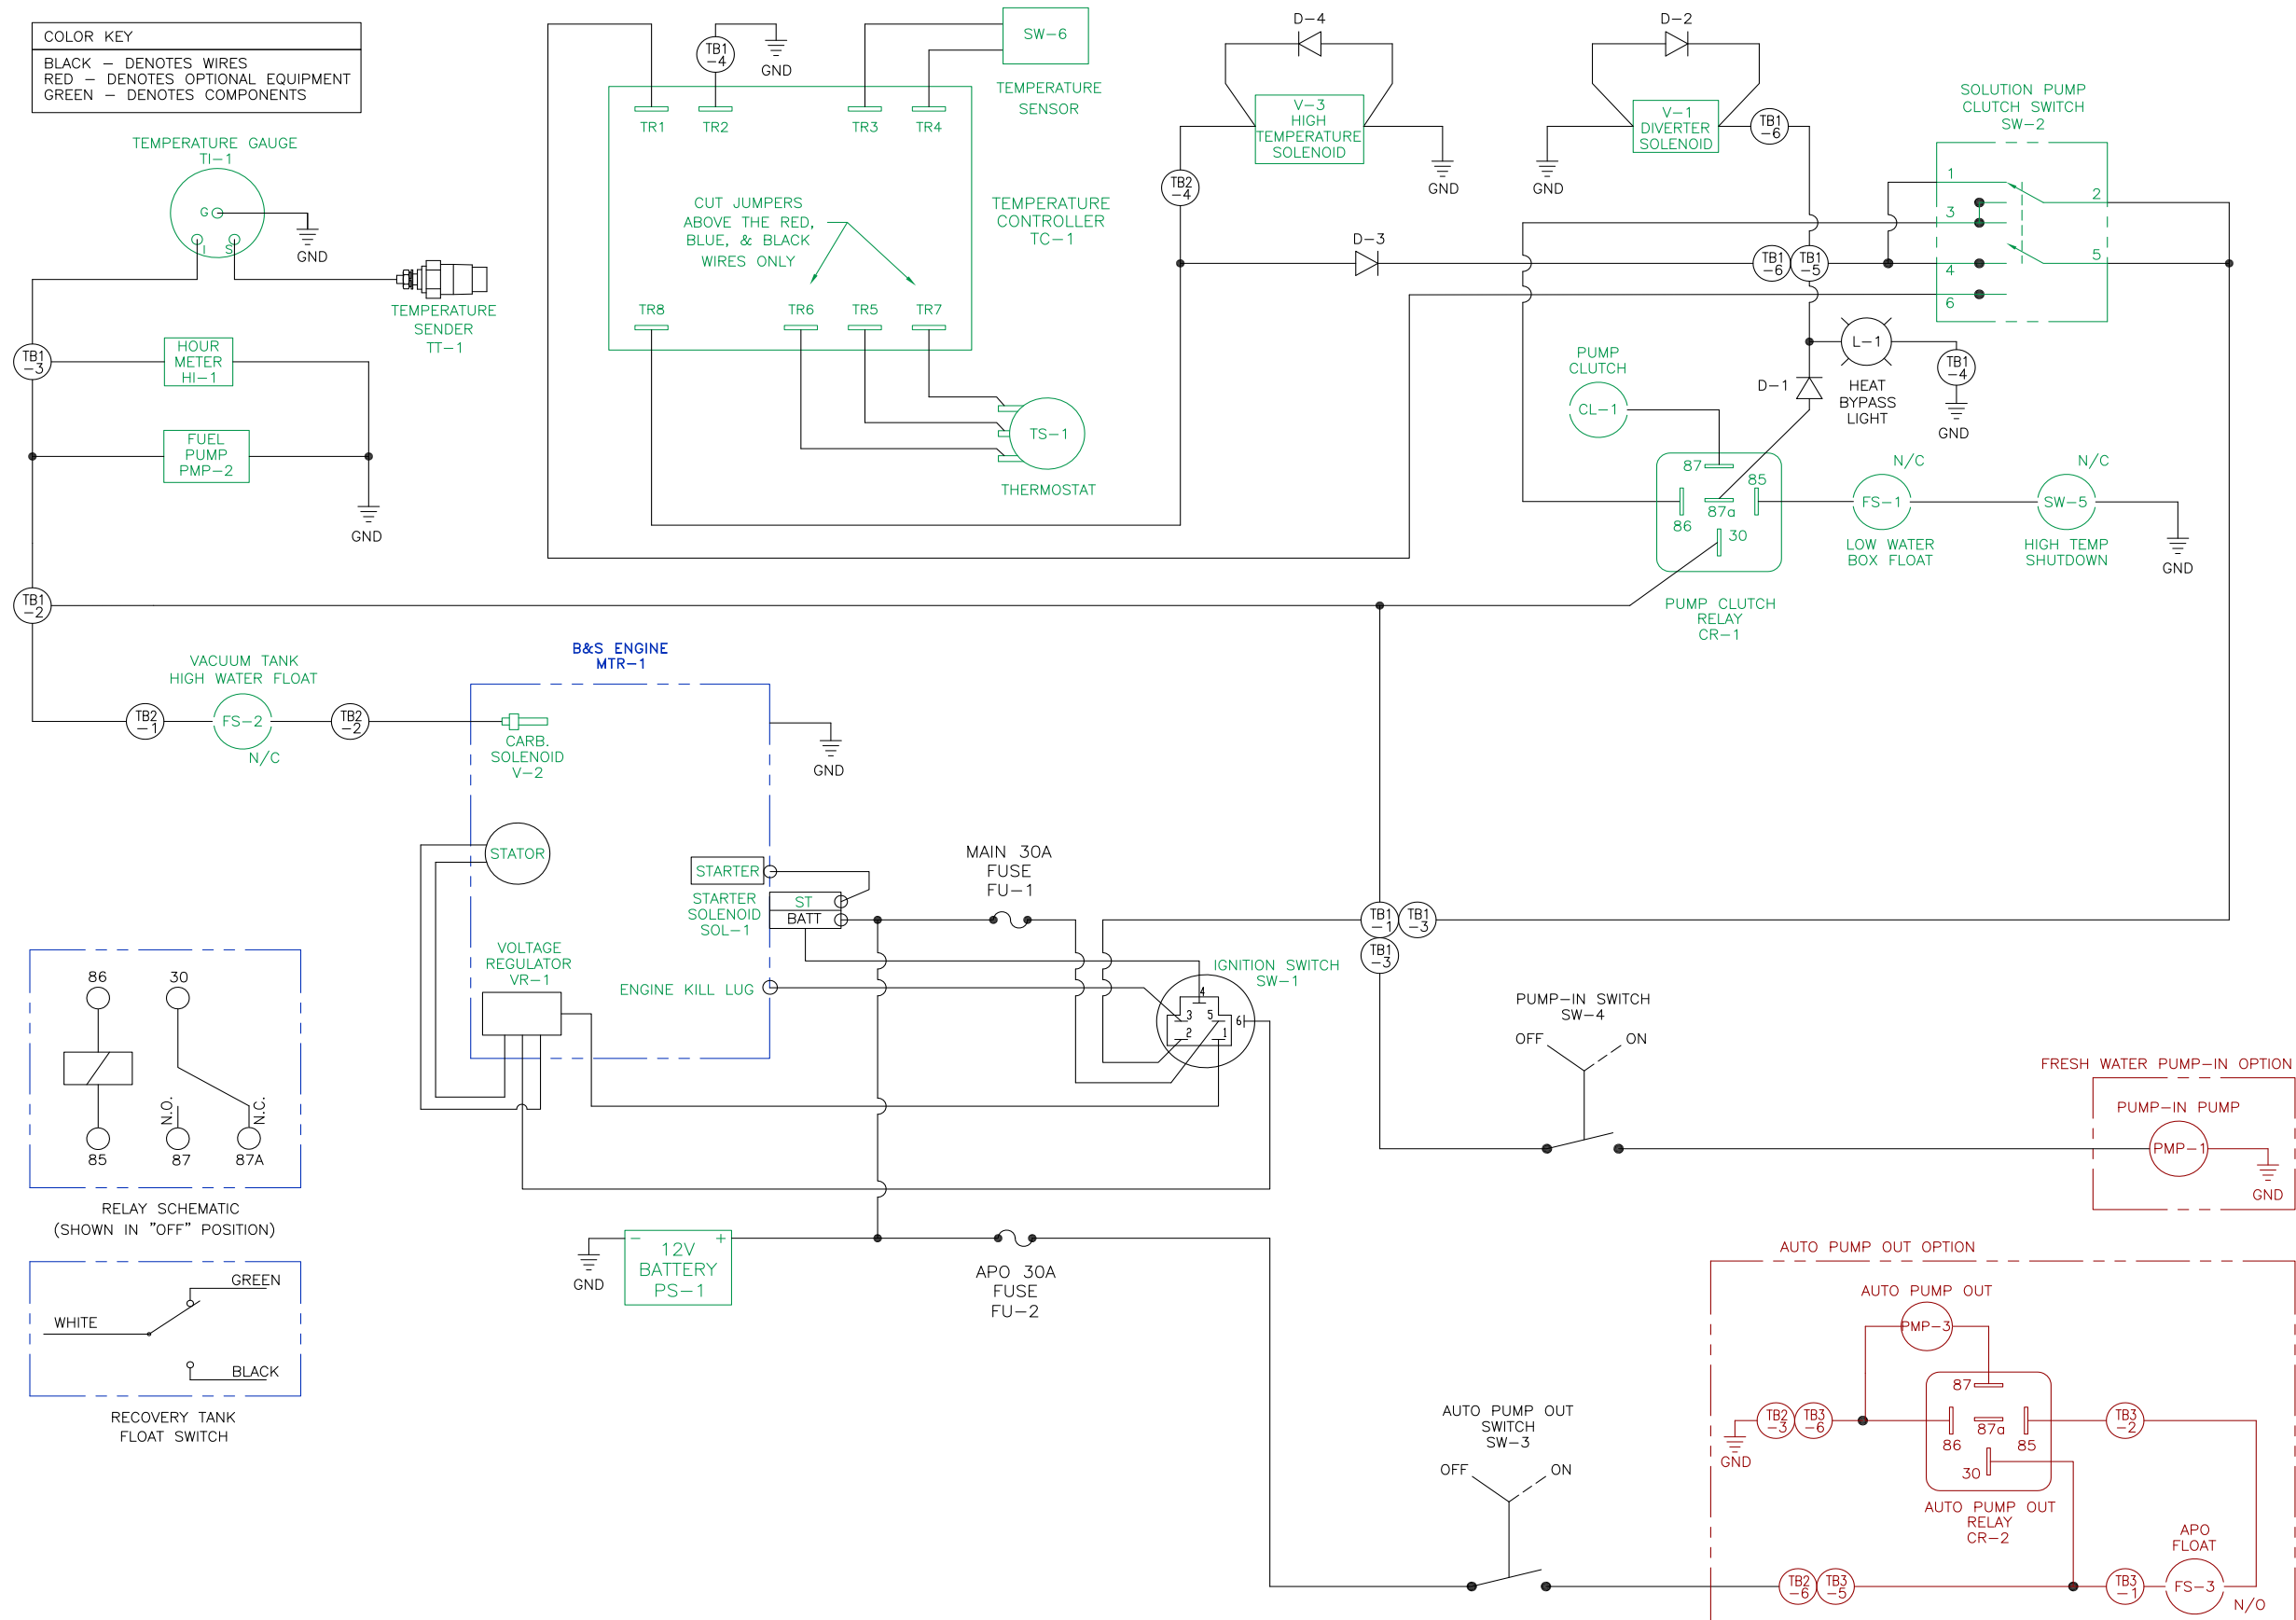 COLOR KEY
BLACK – DENOTES WIRES
RED – DENOTES OPTIONAL EQUIPMENT
GREEN – DENOTES COMPONENTS
TEMPERATURE GAUGE
TI–1
G
I
S
GND
TEMPERATURE
SENDER
TT–1
TB1
–3
HOUR
METER
HI–1
FUEL
PUMP
PMP–2
GND
TB1
–2
VACUUM TANK
HIGH WATER FLOAT
TB2
–1
FS–2
N/C
TB2
–2
TB1
–4
GND
TR1
TR2
TR3
TR4
SW–6
TEMPERATURE
SENSOR
CUT JUMPERS
ABOVE THE RED,
BLUE, & BLACK
WIRES ONLY
TEMPERATURE
CONTROLLER
TC–1
TR8
TR6
TR5
TR7
TS–1
THERMOSTAT
D–4
V–3
HIGH
TEMPERATURE
SOLENOID
GND
TB2
–4
D–3
D–2
V–1
DIVERTER
SOLENOID
GND
TB1
–6
TB1
–6
TB1
–5
SOLUTION PUMP
CLUTCH SWITCH
SW–2
1
2
3
4
5
6
L–1
HEAT
BYPASS
LIGHT
TB1
–4
GND
D–1
PUMP
CLUTCH
CL–1
87
85
87a
86
30
PUMP CLUTCH
RELAY
CR–1
N/C
FS–1
LOW WATER
BOX FLOAT
N/C
SW–5
HIGH TEMP
SHUTDOWN
GND
B&S ENGINE
MTR–1
CARB.
SOLENOID
V–2
GND
STATOR
STARTER
STARTER
SOLENOID
SOL–1
ST
BATT
VOLTAGE
REGULATOR
VR–1
ENGINE KILL LUG
MAIN 30A
FUSE
FU–1
IGNITION SWITCH
SW–1
4
3
5
6
2
1
TB1
–1
TB1
–3
TB1
–3
PUMP–IN SWITCH
SW–4
OFF
ON
FRESH WATER PUMP–IN OPTION
PUMP–IN PUMP
PMP–1
GND
86
30
N.O.
N.C.
85
87
87A
RELAY SCHEMATIC
(SHOWN IN "OFF" POSITION)
GREEN
WHITE
BLACK
RECOVERY TANK
FLOAT SWITCH
GND
–
+
12V
BATTERY
PS–1
APO 30A
FUSE
FU–2
AUTO PUMP OUT
SWITCH
SW–3
OFF
ON
AUTO PUMP OUT OPTION
AUTO PUMP OUT
PMP–3
87
87a
86
85
30
GND
TB2
–3
TB3
–6
TB3
–2
AUTO PUMP OUT
RELAY
CR–2
TB2
–6
TB3
–5
TB3
–1
APO
FLOAT
FS–3
N/O